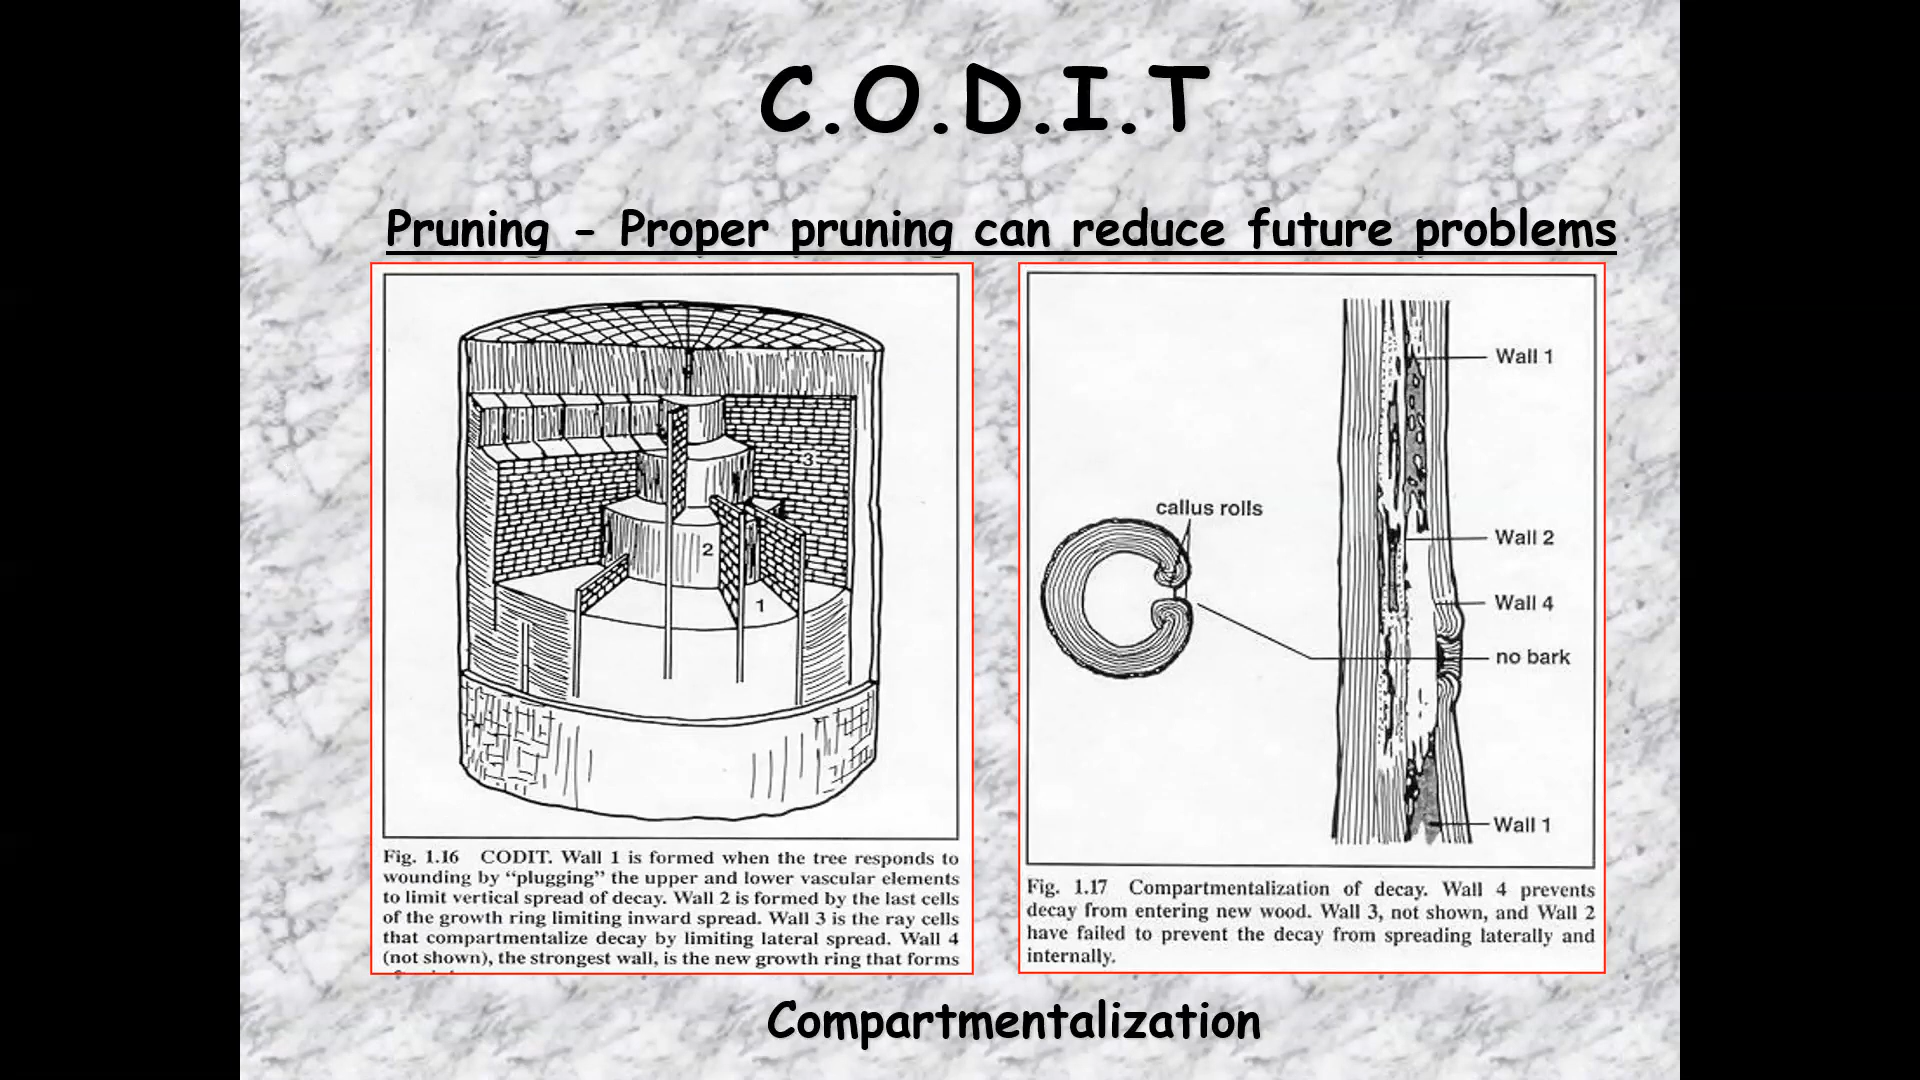 C.O.D.I.T
Pruning - Proper pruning can reduce future problems
3
2
1
Fig. 1.16 CODIT. Wall 1 is formed when the tree responds to
wounding by “plugging” the upper and lower vascular elements
to limit vertical spread of decay. Wall 2 is formed by the last cells
of the growth ring limiting inward spread. Wall 3 is the ray cells
that compartmentalize decay by limiting lateral spread. Wall 4
(not shown), the strongest wall, is the new growth ring that forms
Wall 1
callus rolls
Wall 2
Wall 4
no bark
Wall 1
Fig. 1.17 Compartmentalization of decay. Wall 4 prevents
decay from entering new wood. Wall 3, not shown, and Wall 2
have failed to prevent the decay from spreading laterally and
internally.
Compartmentalization